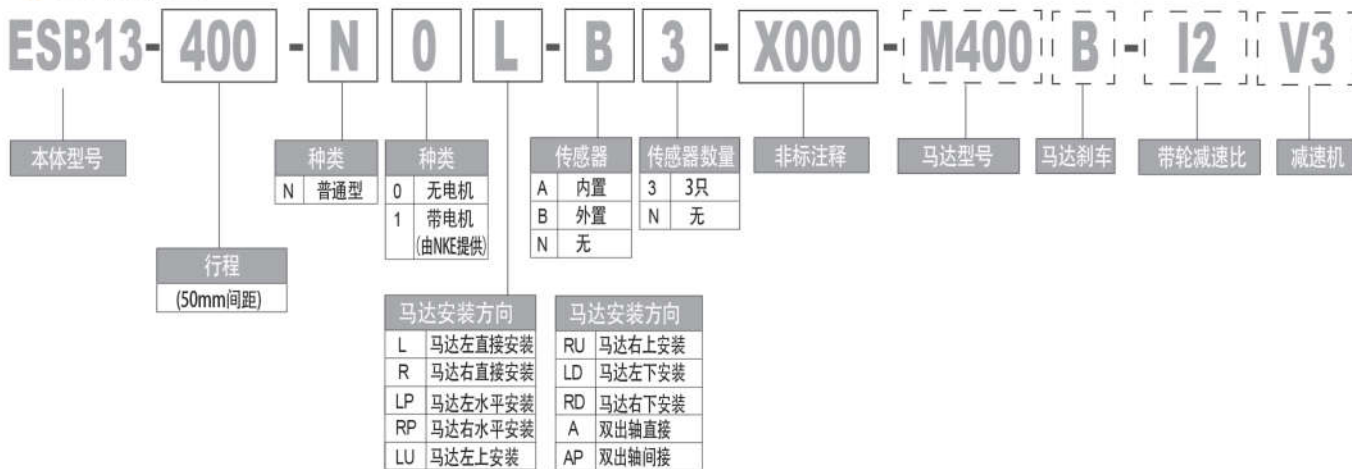 ESB13-400-N0L-B3-X000-M400B-I2V3
本体型号
行程
(50mm间距)
种类
N 普通型
种类
0 无电机
1 带电机
(由NKE提供)
传感器
A 内置
B 外置
N 无
传感器数量
3 3只
N 无
非标注释
马达型号
马达刹车
带轮减速比
减速机
马达安装方向
L 马达左直接安装
R 马达右直接安装
LP 马达左水平安装
RP 马达右水平安装
LU 马达左上安装
马达安装方向
RU 马达右上安装
LD 马达左下安装
RD 马达右下安装
A 双出轴直接
AP 双出轴间接